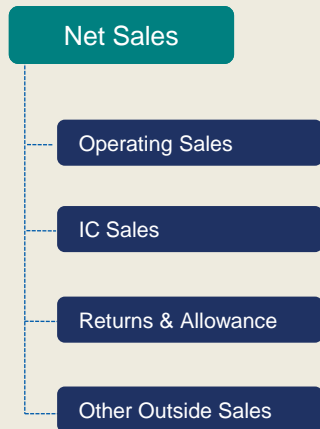 Net Sales
Operating Sales
IC Sales
Returns & Allowance
Other Outside Sales